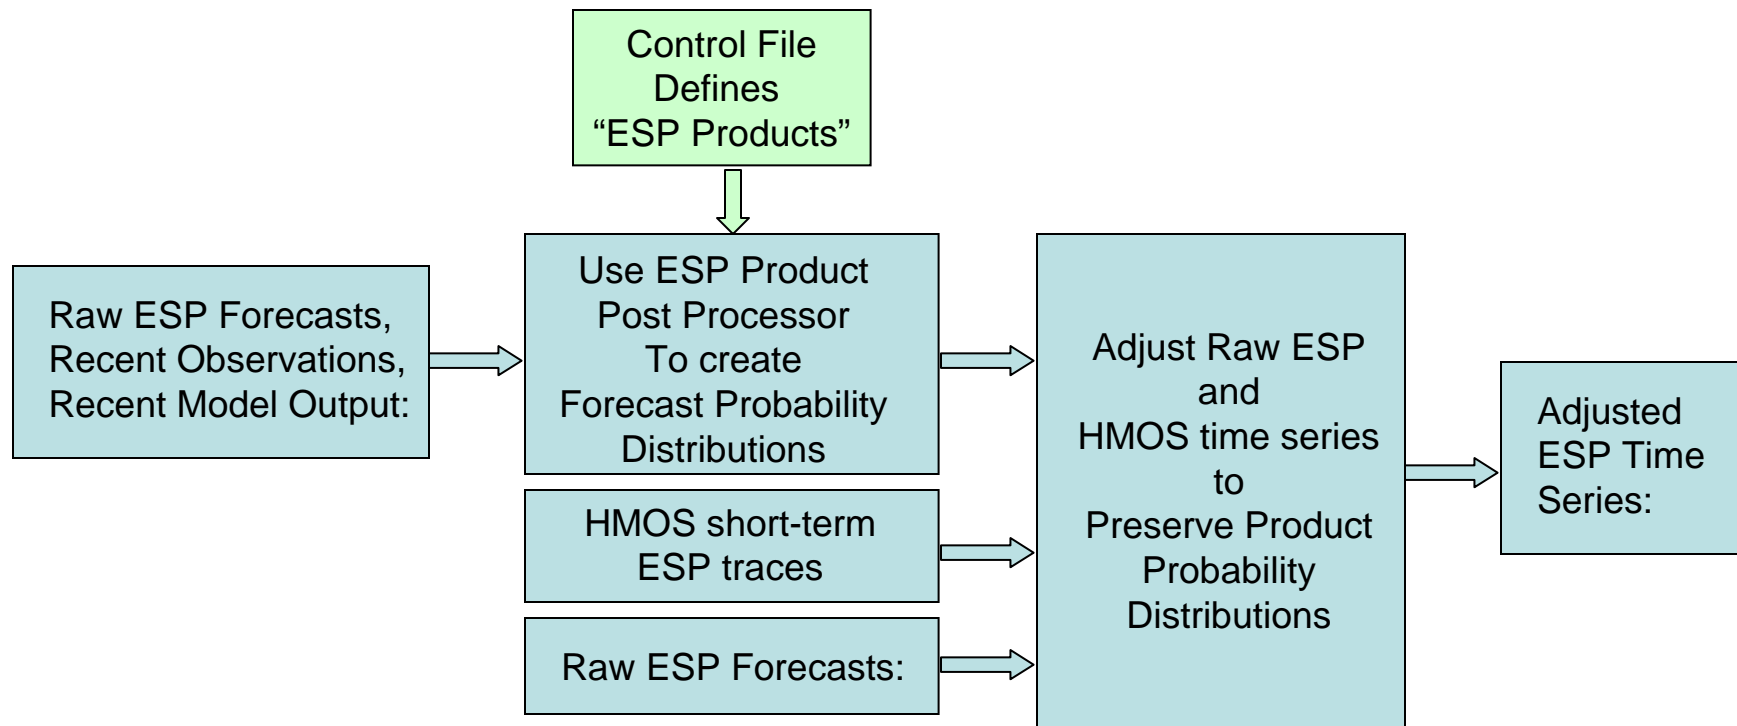 Control File
Defines
“ESP Products”
Raw ESP Forecasts,
Recent Observations,
Recent Model Output:
Use ESP Product
Post Processor
To create
Forecast Probability
Distributions
HMOS short-term
ESP traces
Raw ESP Forecasts:
Adjust Raw ESP
and
HMOS time series
to
Preserve Product
Probability
Distributions
Adjusted
ESP Time
Series: